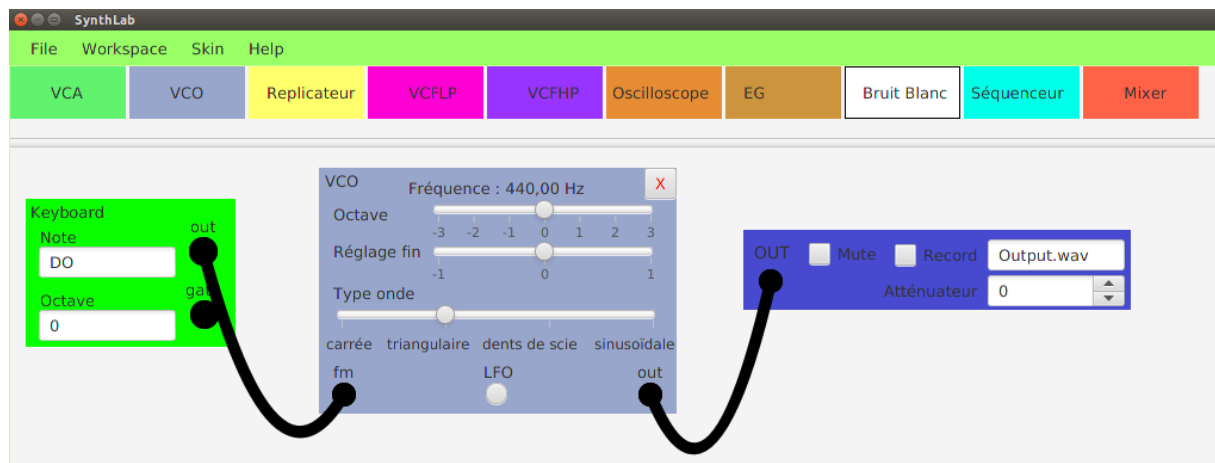 SynthLab
File Workspace Skin Help
VCA VCO Replicateur VCFLP VCFHP Oscilloscope EG Bruit Blanc Séquenceur Mixer
Keyboard
Note
out
DO
gate
Octave
0
VCO
Fréquence : 440,00 Hz
X
Octave
-3 -2 -1 0 1 2 3
Réglage fin
-1 0 1
Type onde
carrée triangulaire dents de scie sinusoïdale
fm LFO out
OUT Mute Record Output.wav
Atténuateur 0